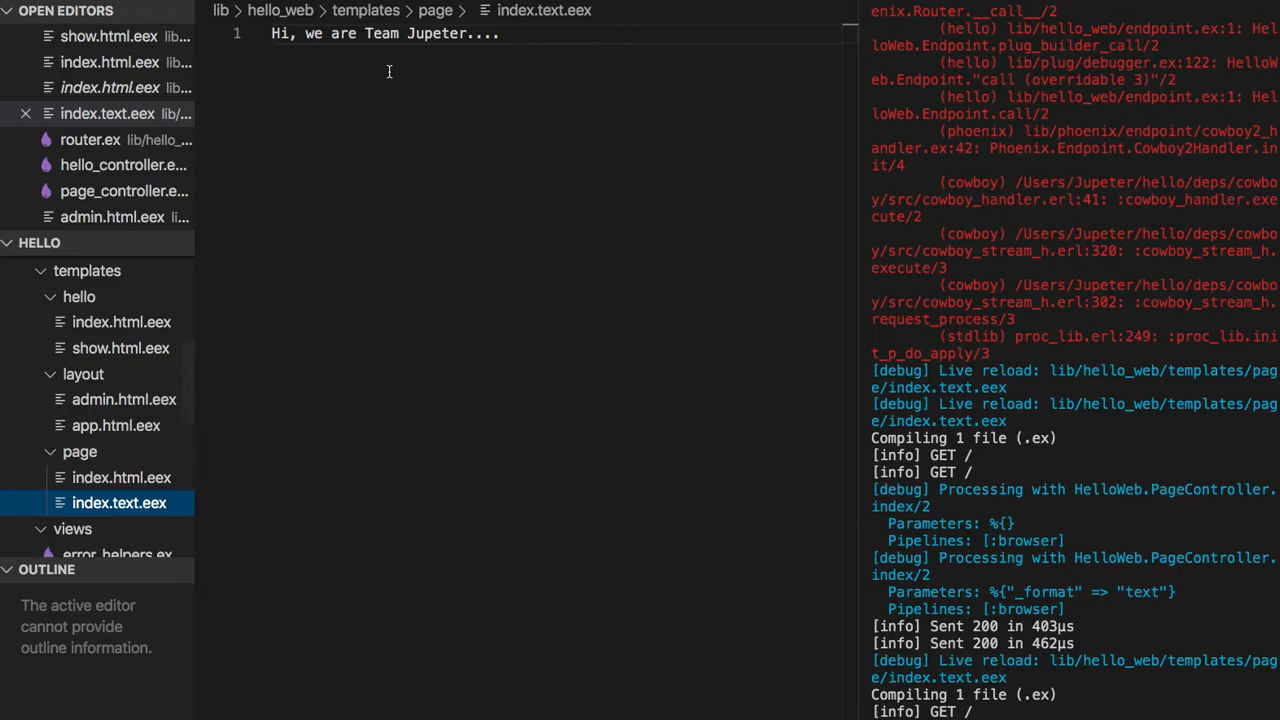 OPEN EDITORS
show.html.eex lib...
index.html.eex lib...
index.html.eex lib...
index.text.eex lib/...
router.ex lib/hello_...
hello_controller.e...
page_controller.e...
admin.html.eex li...
HELLO
templates
hello
index.html.eex
show.html.eex
layout
admin.html.eex
app.html.eex
page
index.html.eex
index.text.eex
views
error_helpers.ex
OUTLINE
The active editor
cannot provide
outline information.
lib › hello_web › templates › page › index.text.eex
1 Hi, we are Team Jupeter....
enix.Router.__call__/2
(hello) lib/hello_web/endpoint.ex:1: Hel
loWeb.Endpoint.plug_builder_call/2
(hello) lib/plug/debugger.ex:122: HelloW
eb.Endpoint."call (overridable 3)"/2
(hello) lib/hello_web/endpoint.ex:1: Hel
loWeb.Endpoint.call/2
(phoenix) lib/phoenix/endpoint/cowboy2_h
andler.ex:42: Phoenix.Endpoint.Cowboy2Handler.in
it/4
(cowboy) /Users/Jupeter/hello/deps/cowbo
y/src/cowboy_handler.erl:41: :cowboy_handler.exe
cute/2
(cowboy) /Users/Jupeter/hello/deps/cowbo
y/src/cowboy_stream_h.erl:320: :cowboy_stream_h.
execute/3
(cowboy) /Users/Jupeter/hello/deps/cowbo
y/src/cowboy_stream_h.erl:302: :cowboy_stream_h.
request_process/3
(stdlib) proc_lib.erl:249: :proc_lib.ini
t_p_do_apply/3
[debug] Live reload: lib/hello_web/templates/pag
e/index.text.eex
[debug] Live reload: lib/hello_web/templates/pag
e/index.text.eex
Compiling 1 file (.ex)
[info] GET /
[info] GET /
[debug] Processing with HelloWeb.PageController.
index/2
Parameters: %{}
Pipelines: [:browser]
[debug] Processing with HelloWeb.PageController.
index/2
Parameters: %{"_format" => "text"}
Pipelines: [:browser]
[info] Sent 200 in 403µs
[info] Sent 200 in 462µs
[debug] Live reload: lib/hello_web/templates/pag
e/index.text.eex
Compiling 1 file (.ex)
[info] GET /